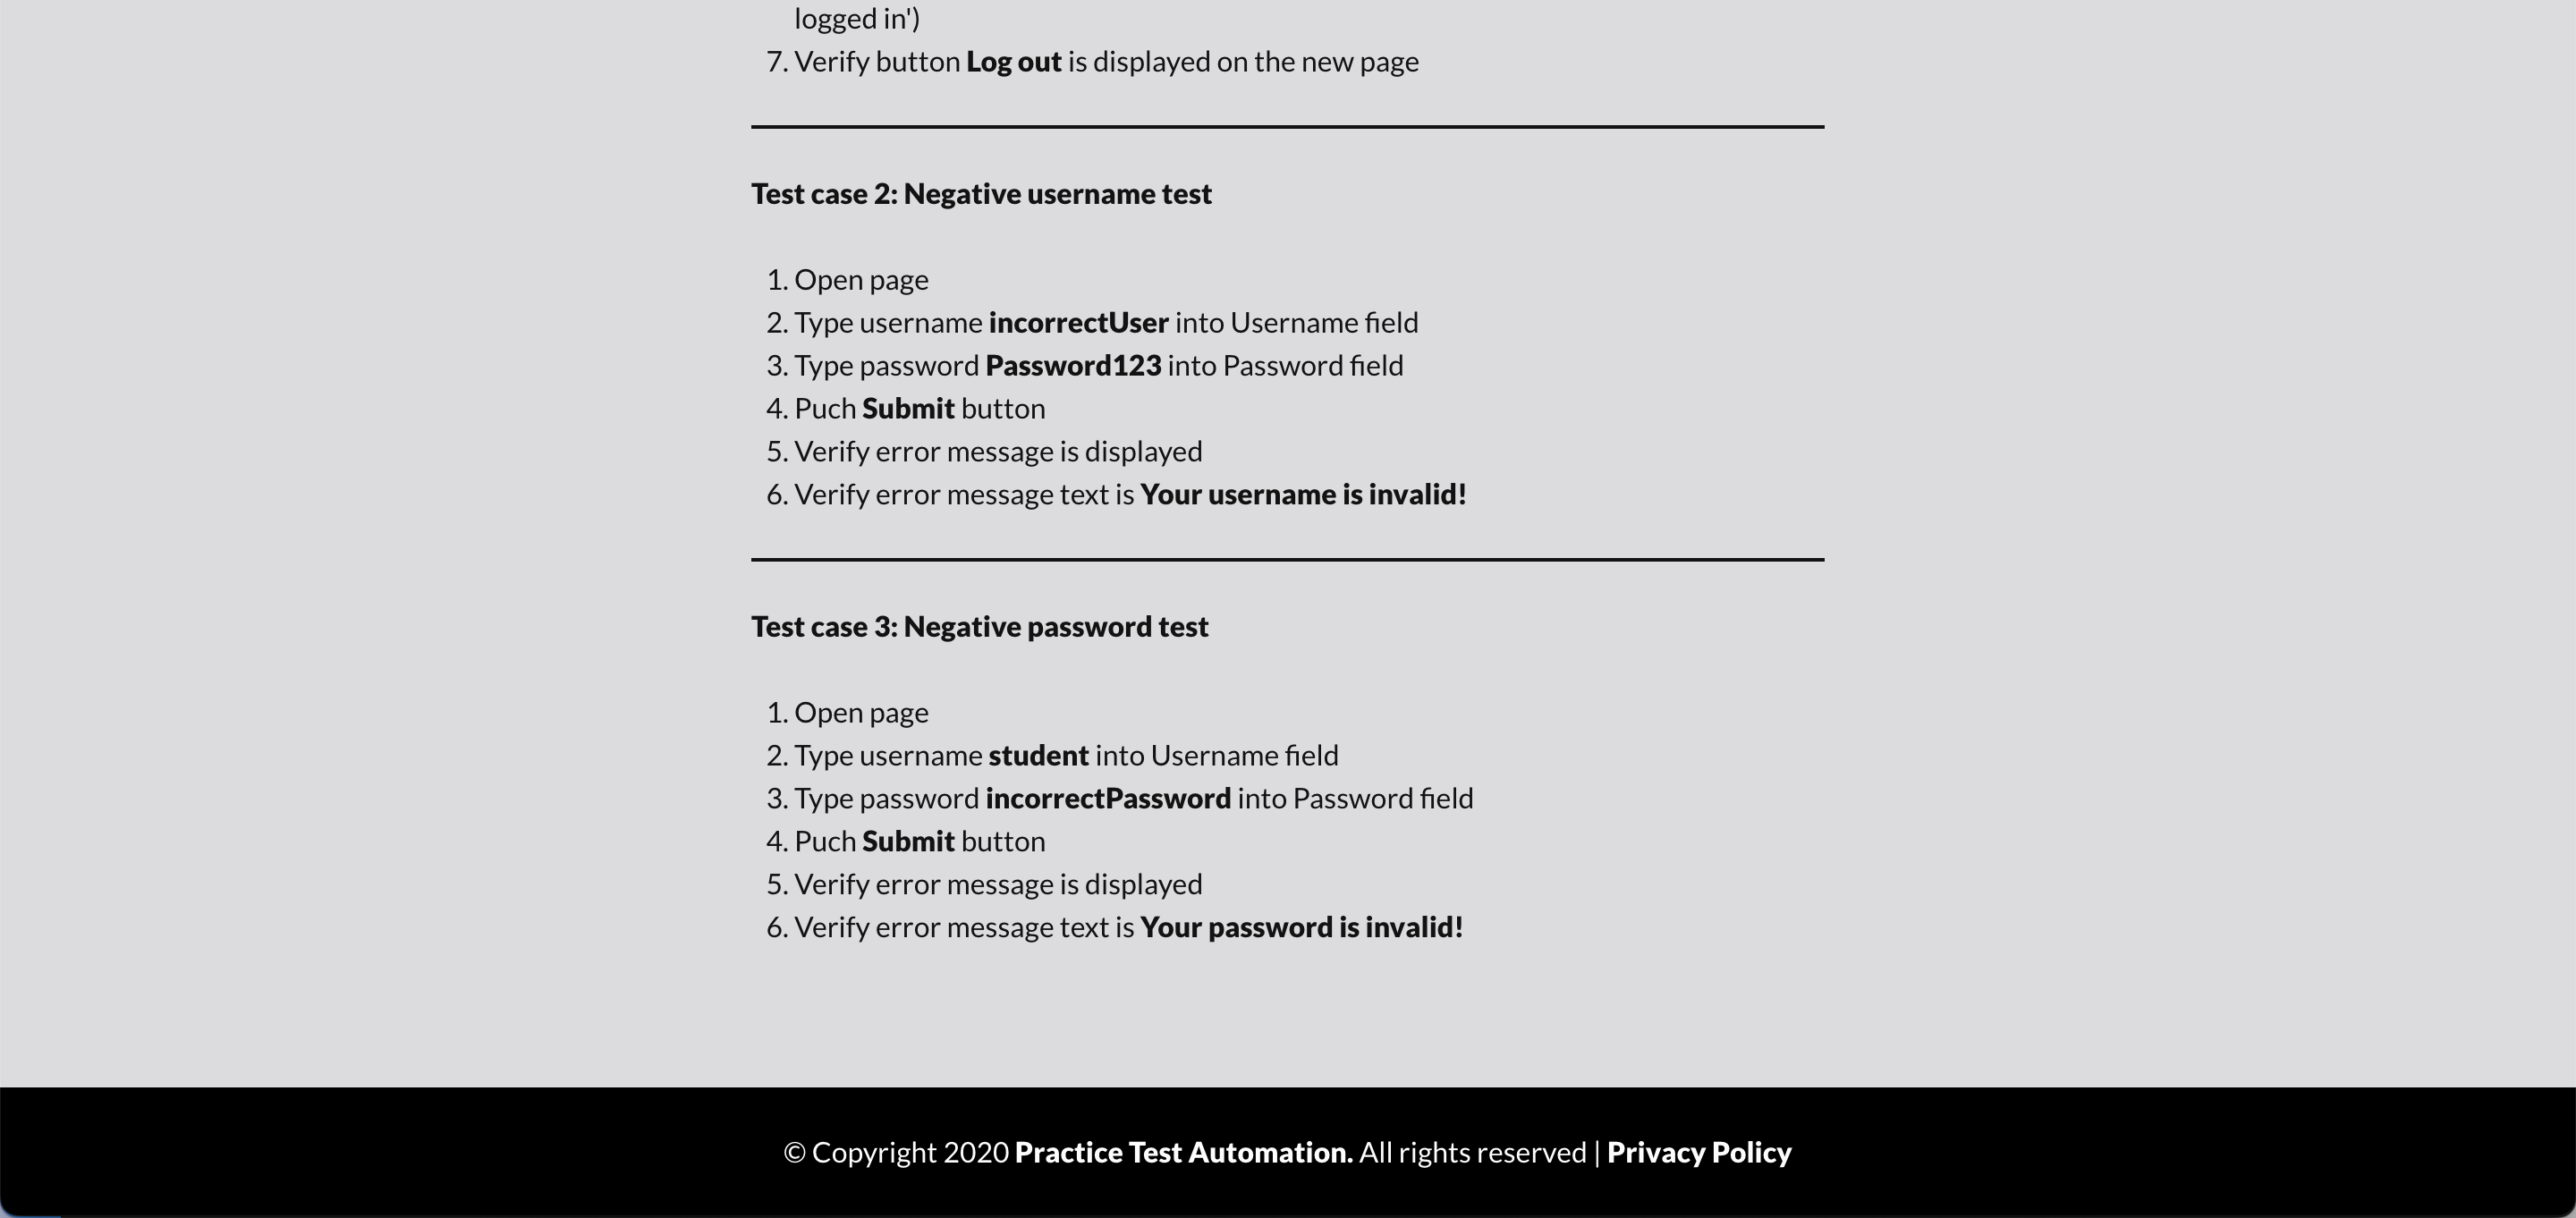 logged in')
7. Verify button Log out is displayed on the new page
Test case 2: Negative username test
1. Open page
2. Type username incorrectUser into Username field
3. Type password Password123 into Password field
4. Puch Submit button
5. Verify error message is displayed
6. Verify error message text is Your username is invalid!
Test case 3: Negative password test
1. Open page
2. Type username student into Username field
3. Type password incorrectPassword into Password field
4. Puch Submit button
5. Verify error message is displayed
6. Verify error message text is Your password is invalid!
© Copyright 2020 Practice Test Automation. All rights reserved | Privacy Policy